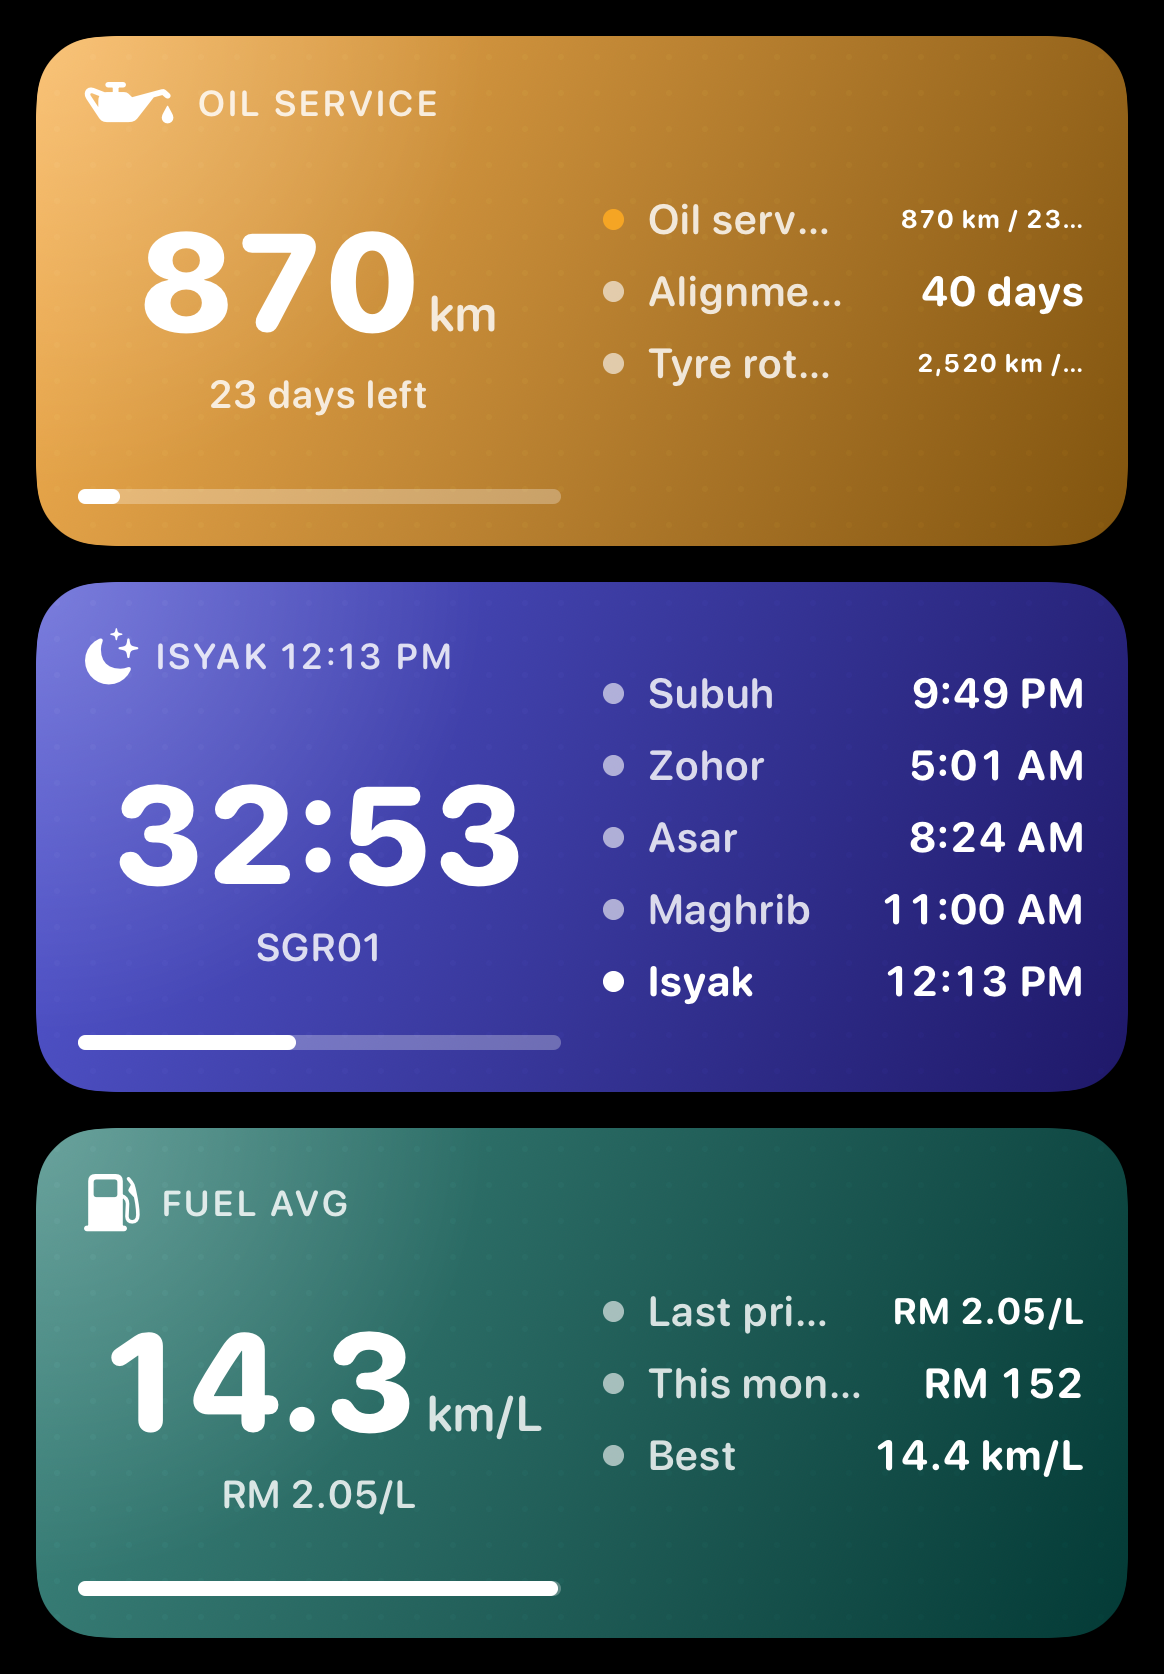 OIL SERVICE
870 km
23 days left
Oil serv... 870 km / 23...
Alignme... 40 days
Tyre rot... 2,520 km /...
ISYAK 12:13 PM
32:53
SGR01
Subuh 9:49 PM
Zohor 5:01 AM
Asar 8:24 AM
Maghrib 11:00 AM
Isyak 12:13 PM
FUEL AVG
14.3 km/L
RM 2.05/L
Last pri... RM 2.05/L
This mon... RM 152
Best 14.4 km/L